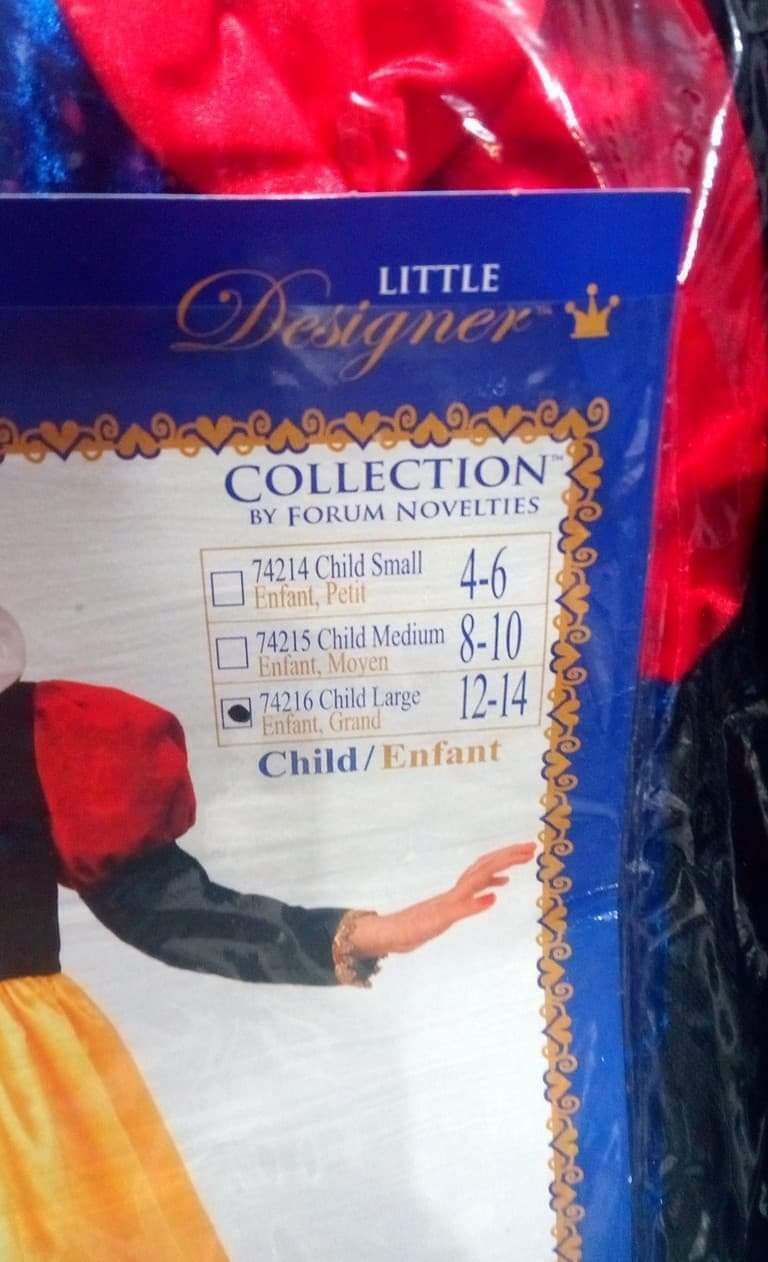 LITTLE
Designer™
COLLECTION™
BY FORUM NOVELTIES
74214 Child Small 4-6
Enfant, Petit
74215 Child Medium 8-10
Enfant, Moyen
74216 Child Large 12-14
Enfant, Grand
Child/Enfant